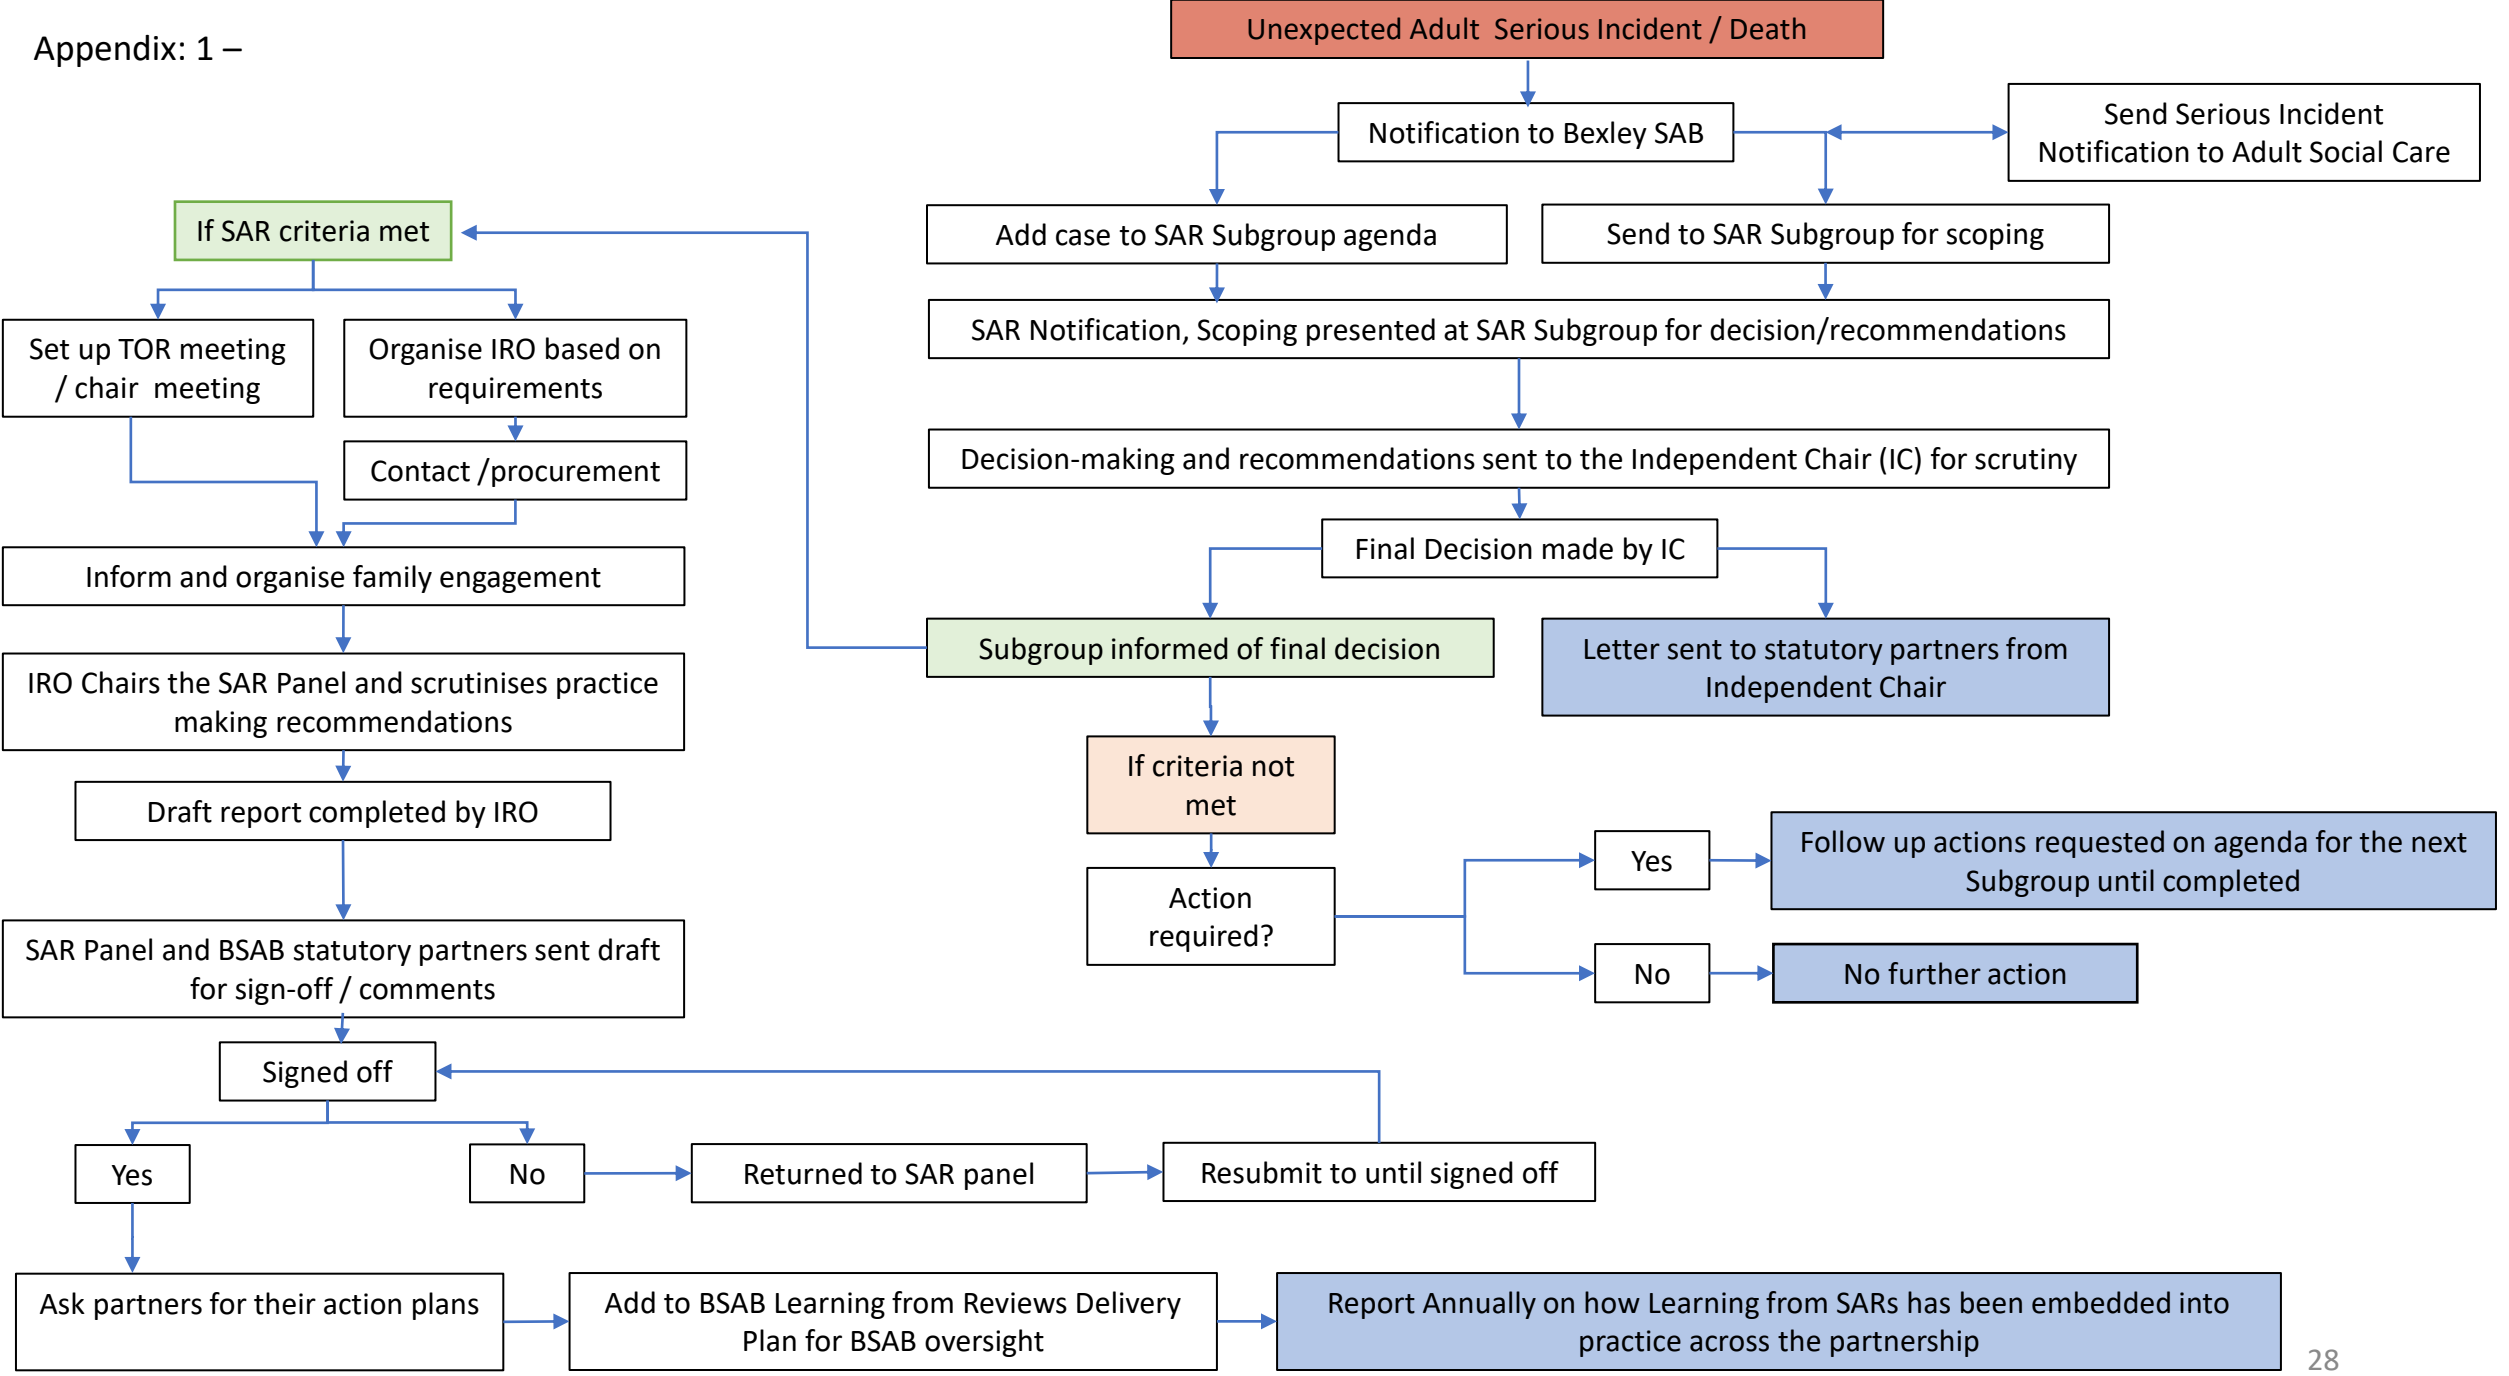 Appendix: 1 –
Unexpected Adult Serious Incident / Death
Notification to Bexley SAB
Send Serious Incident
Notification to Adult Social Care
Add case to SAR Subgroup agenda
Send to SAR Subgroup for scoping
SAR Notification, Scoping presented at SAR Subgroup for decision/recommendations
Decision-making and recommendations sent to the Independent Chair (IC) for scrutiny
Final Decision made by IC
Subgroup informed of final decision
Letter sent to statutory partners from
Independent Chair
If criteria not
met
Action
required?
Yes
Follow up actions requested on agenda for the next
Subgroup until completed
No
No further action
If SAR criteria met
Set up TOR meeting
/ chair meeting
Organise IRO based on
requirements
Contact /procurement
Inform and organise family engagement
IRO Chairs the SAR Panel and scrutinises practice
making recommendations
Draft report completed by IRO
SAR Panel and BSAB statutory partners sent draft
for sign-off / comments
Signed off
Yes
No
Returned to SAR panel
Resubmit to until signed off
Ask partners for their action plans
Add to BSAB Learning from Reviews Delivery
Plan for BSAB oversight
Report Annually on how Learning from SARs has been embedded into
practice across the partnership
28